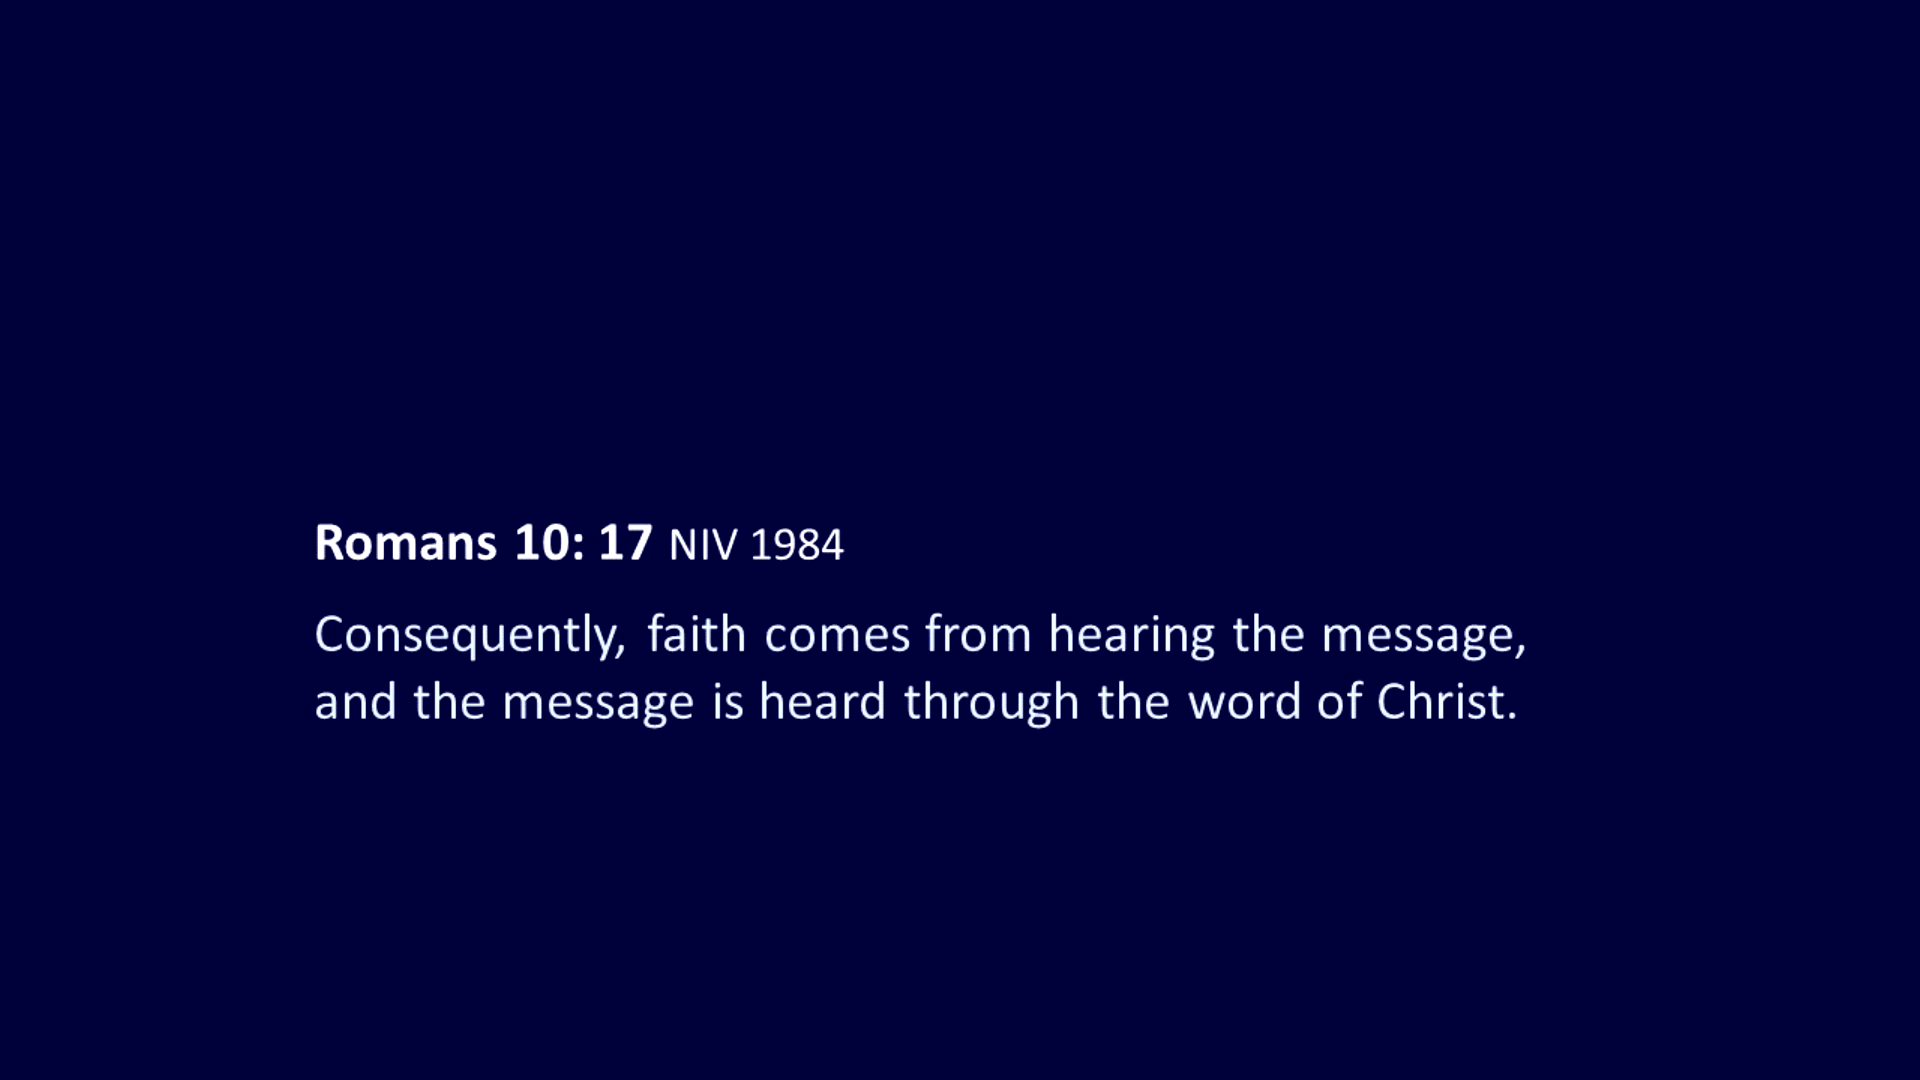 Romans 10: 17 NIV 1984
Consequently, faith comes from hearing the message,
and the message is heard through the word of Christ.